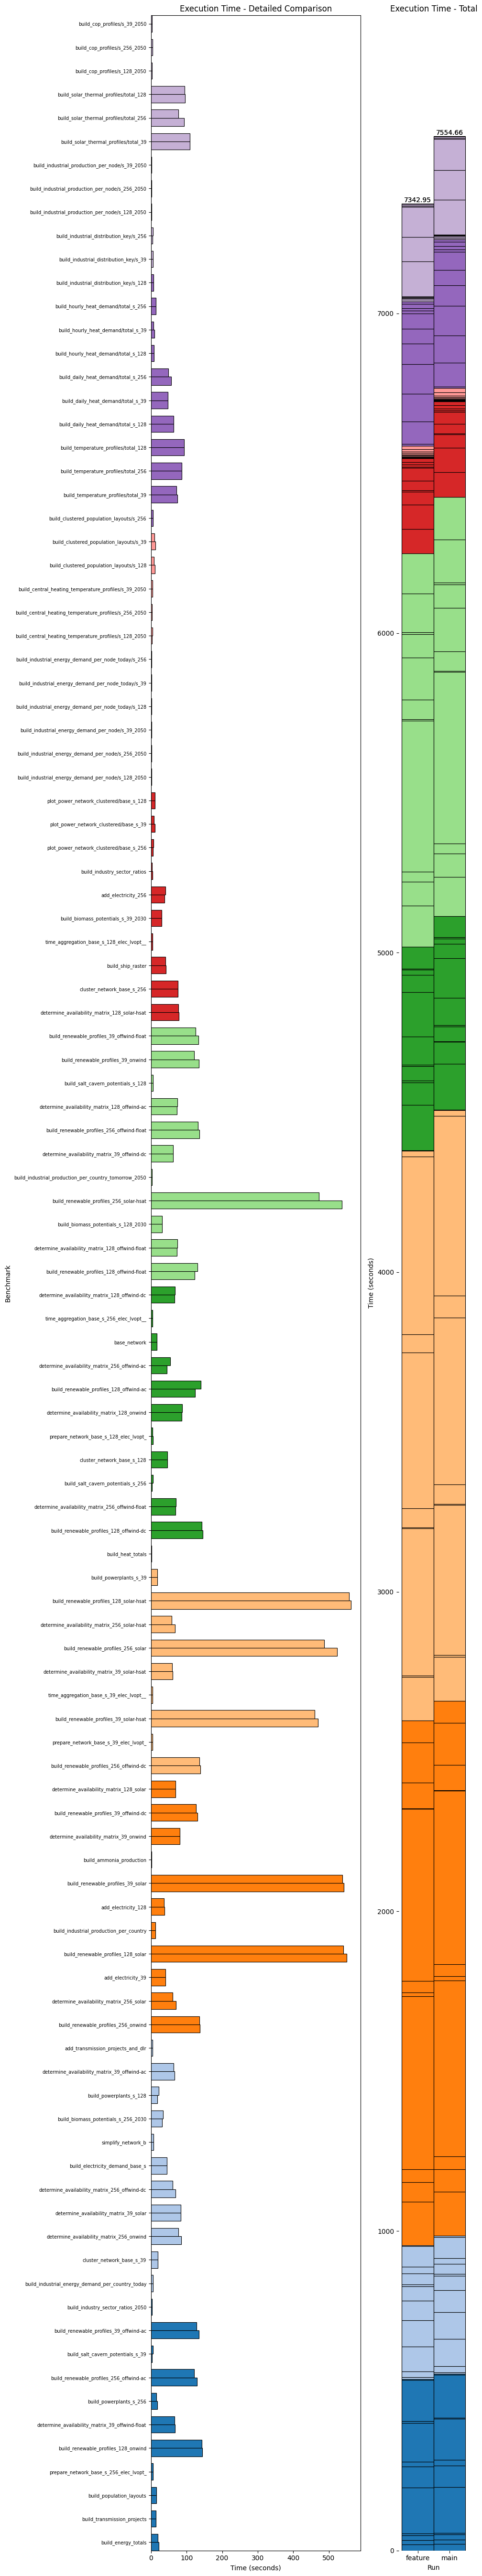 Execution Time - Detailed Comparison
build_cop_profiles/s_39_2050
build_cop_profiles/s_256_2050
build_cop_profiles/s_128_2050
build_solar_thermal_profiles/total_128
build_solar_thermal_profiles/total_256
build_solar_thermal_profiles/total_39
build_industrial_production_per_node/s_39_2050
build_industrial_production_per_node/s_256_2050
build_industrial_production_per_node/s_128_2050
build_industrial_distribution_key/s_256
build_industrial_distribution_key/s_39
build_industrial_distribution_key/s_128
build_hourly_heat_demand/total_s_256
build_hourly_heat_demand/total_s_39
build_hourly_heat_demand/total_s_128
build_daily_heat_demand/total_s_256
build_daily_heat_demand/total_s_39
build_daily_heat_demand/total_s_128
build_temperature_profiles/total_128
build_temperature_profiles/total_256
build_temperature_profiles/total_39
build_clustered_population_layouts/s_256
build_clustered_population_layouts/s_39
build_clustered_population_layouts/s_128
build_central_heating_temperature_profiles/s_39_2050
build_central_heating_temperature_profiles/s_256_2050
build_central_heating_temperature_profiles/s_128_2050
build_industrial_energy_demand_per_node_today/s_256
build_industrial_energy_demand_per_node_today/s_39
build_industrial_energy_demand_per_node_today/s_128
build_industrial_energy_demand_per_node/s_39_2050
build_industrial_energy_demand_per_node/s_256_2050
build_industrial_energy_demand_per_node/s_128_2050
plot_power_network_clustered/base_s_128
plot_power_network_clustered/base_s_39
plot_power_network_clustered/base_s_256
build_industry_sector_ratios
add_electricity_256
build_biomass_potentials_s_39_2030
time_aggregation_base_s_128_elec_lvopt__
build_ship_raster
cluster_network_base_s_256
determine_availability_matrix_128_solar-hsat
build_renewable_profiles_39_offwind-float
build_renewable_profiles_39_onwind
build_salt_cavern_potentials_s_128
determine_availability_matrix_128_offwind-ac
build_renewable_profiles_256_offwind-float
determine_availability_matrix_39_offwind-dc
build_industrial_production_per_country_tomorrow_2050
build_renewable_profiles_256_solar-hsat
build_biomass_potentials_s_128_2030
determine_availability_matrix_128_offwind-float
build_renewable_profiles_128_offwind-float
determine_availability_matrix_128_offwind-dc
time_aggregation_base_s_256_elec_lvopt__
base_network
determine_availability_matrix_256_offwind-ac
build_renewable_profiles_128_offwind-ac
determine_availability_matrix_128_onwind
prepare_network_base_s_128_elec_lvopt_
cluster_network_base_s_128
build_salt_cavern_potentials_s_256
determine_availability_matrix_256_offwind-float
build_renewable_profiles_128_offwind-dc
build_heat_totals
build_powerplants_s_39
build_renewable_profiles_128_solar-hsat
determine_availability_matrix_256_solar-hsat
build_renewable_profiles_256_solar
determine_availability_matrix_39_solar-hsat
time_aggregation_base_s_39_elec_lvopt__
build_renewable_profiles_39_solar-hsat
prepare_network_base_s_39_elec_lvopt_
build_renewable_profiles_256_offwind-dc
determine_availability_matrix_128_solar
build_renewable_profiles_39_offwind-dc
determine_availability_matrix_39_onwind
build_ammonia_production
build_renewable_profiles_39_solar
add_electricity_128
build_industrial_production_per_country
build_renewable_profiles_128_solar
add_electricity_39
determine_availability_matrix_256_solar
build_renewable_profiles_256_onwind
add_transmission_projects_and_dlr
determine_availability_matrix_39_offwind-ac
build_powerplants_s_128
build_biomass_potentials_s_256_2030
simplify_network_b
build_electricity_demand_base_s
determine_availability_matrix_256_offwind-dc
determine_availability_matrix_39_solar
determine_availability_matrix_256_onwind
cluster_network_base_s_39
build_industrial_energy_demand_per_country_today
build_industry_sector_ratios_2050
build_renewable_profiles_39_offwind-ac
build_salt_cavern_potentials_s_39
build_renewable_profiles_256_offwind-ac
build_powerplants_s_256
determine_availability_matrix_39_offwind-float
build_renewable_profiles_128_onwind
prepare_network_base_s_256_elec_lvopt_
build_population_layouts
build_transmission_projects
build_energy_totals
Benchmark
0 100 200 300 400 500
Time (seconds)
Execution Time - Total
7342.95
7554.66
7000
6000
5000
4000
3000
2000
1000
0
Time (seconds)
feature main
Run